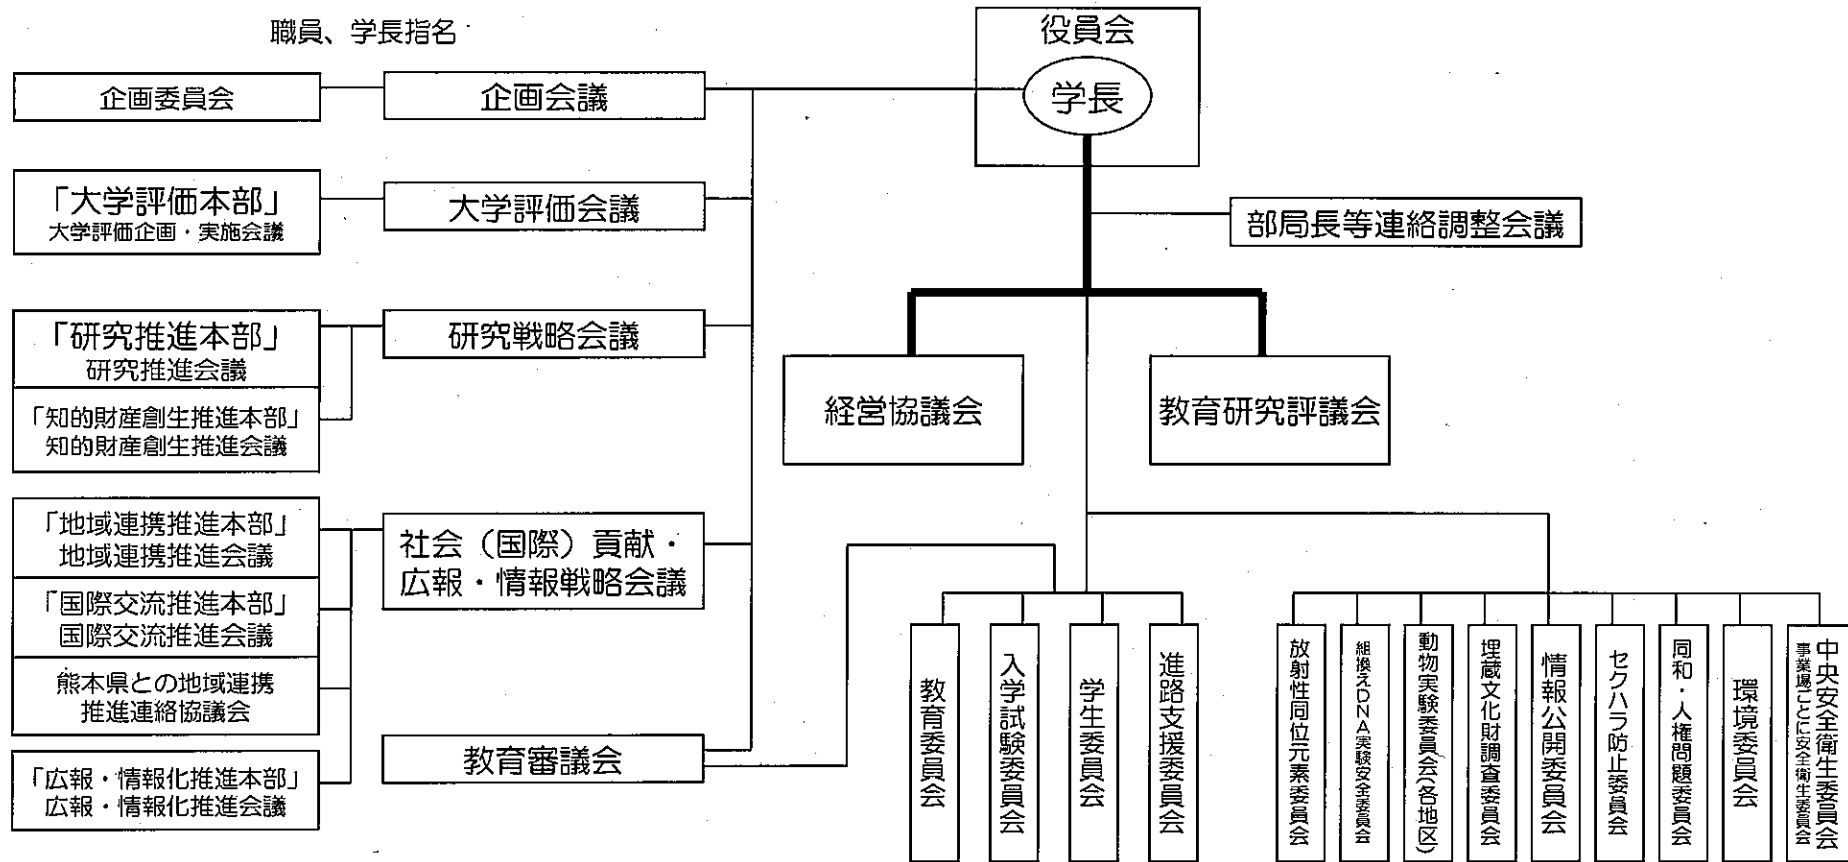 職員、学長指名
役員会
学長
企画委員会
企画会議
「大学評価本部」
大学評価企画・実施会議
大学評価会議
部局長等連絡調整会議
「研究推進本部」
研究推進会議
研究戦略会議
「知的財産創生推進本部」
知的財産創生推進会議
経営協議会
教育研究評議会
「地域連携推進本部」
地域連携推進会議
社会（国際）貢献・
広報・情報戦略会議
「国際交流推進本部」
国際交流推進会議
熊本県との地域連携
推進連絡協議会
教育審議会
「広報・情報化推進本部」
広報・情報化推進会議
教育委員会
入学試験委員会
学生委員会
進路支援委員会
放射性同位元素委員会
組換えDNA実験安全委員会
動物実験委員会（各地区）
埋蔵文化財調査委員会
情報公開委員会
セクハラ防止委員会
同和・人権問題委員会
環境委員会
中央安全衛生委員会
事業場ごとに安全衛生委員会